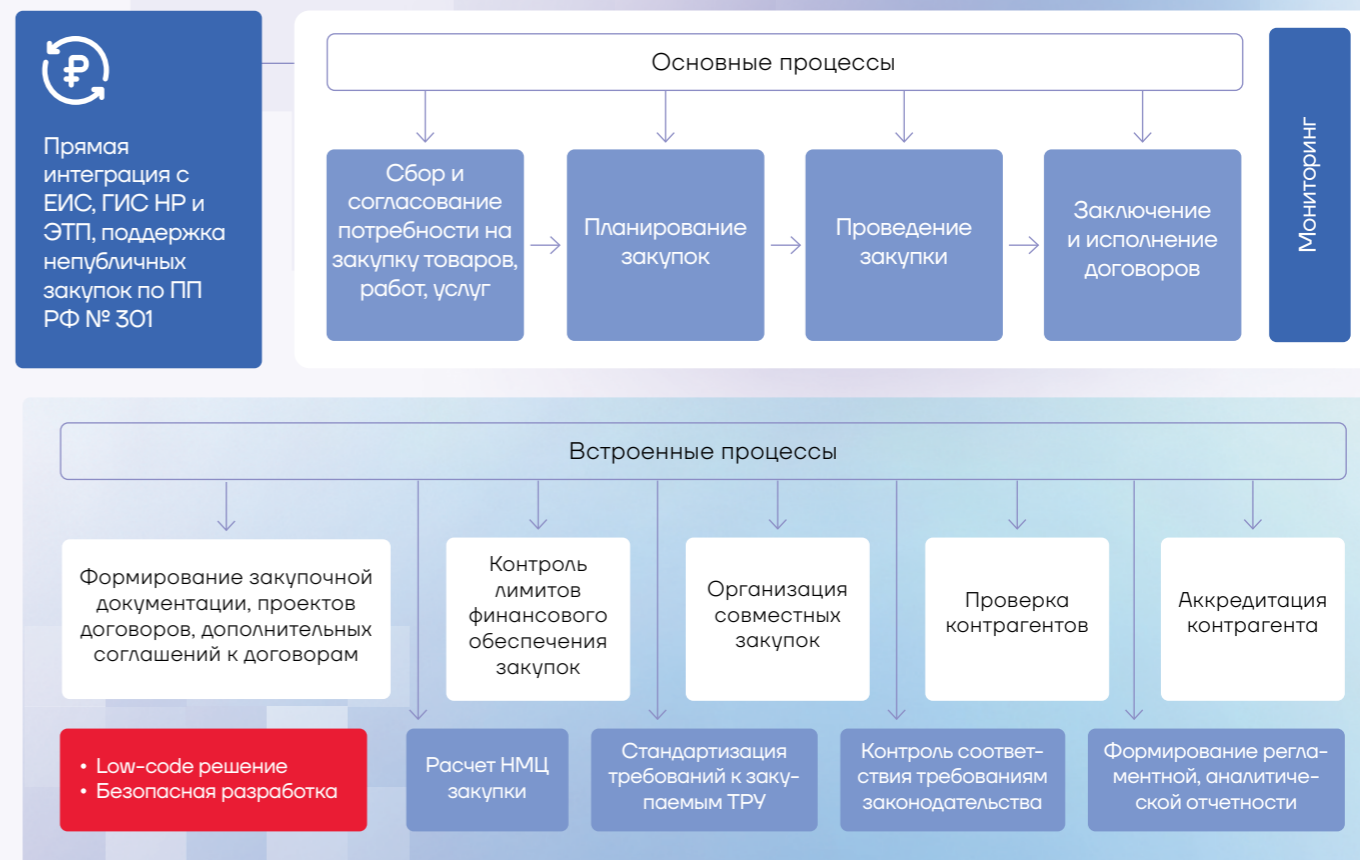 Прямая
интеграция с
ЕИС, ГИС НР и
ЭТП, поддержка
непубличных
закупок по ПП
РФ № 301
Основные процессы
Сбор и
согласование
потребности на
закупку товаров,
работ, услуг
Планирование
закупок
Проведение
закупки
Заключение
и исполнение
договоров
Мониторинг
Встроенные процессы
Формирование закупочной
документации, проектов
договоров, дополнительных
соглашений к договорам
Контроль
лимитов
финансового
обеспечения
закупок
Организация
совместных
закупок
Проверка
контрагентов
Аккредитация
контрагента
• Low-code решение
• Безопасная разработка
Расчет НМЦ
закупки
Стандартизация
требований к заку-
паемым ТРУ
Контроль соответ-
ствия требованиям
законодательства
Формирование регла-
ментной, аналитиче-
ской отчетности